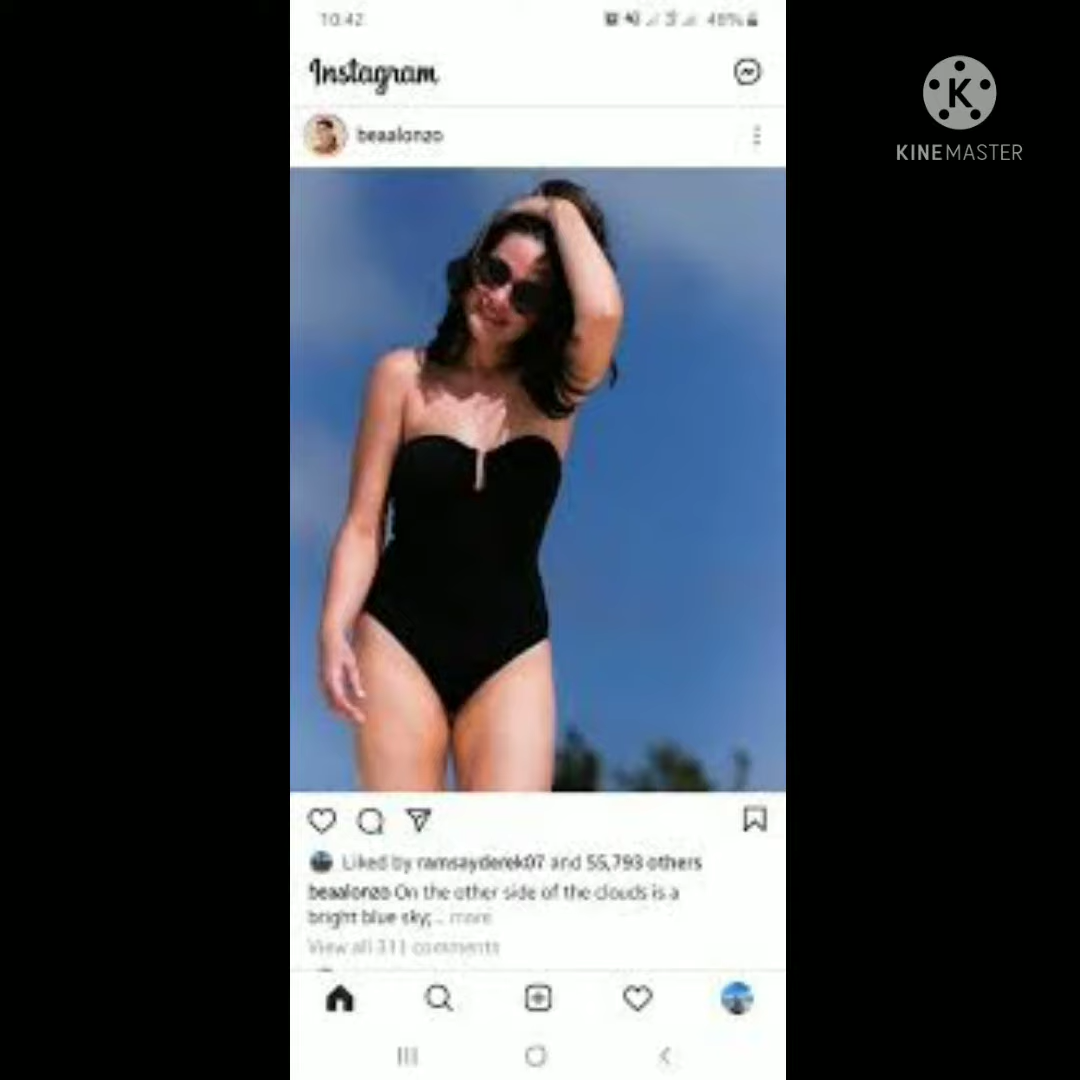 10.42
46%
Instagram
K
KINEMASTER
beaalonzo
Liked by ramsayderek07 and 55,793 others
beaalonzo On the other side of the clouds is a
bright blue sky; ... more
View all 311 comments